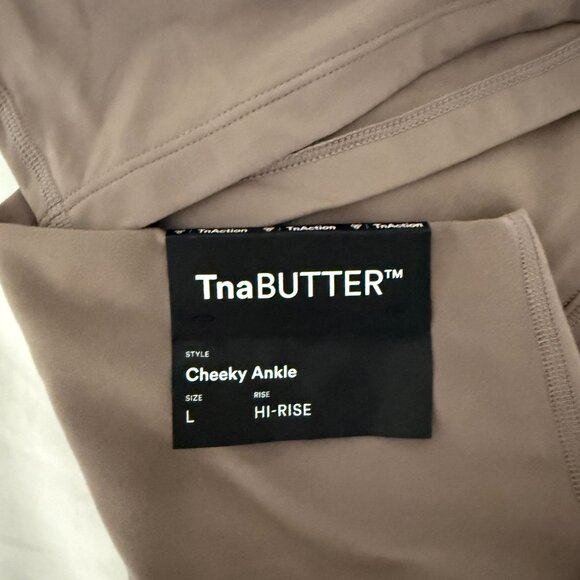 TnAction / TnAction / TnAction
TnaBUTTER™
STYLE
Cheeky Ankle
SIZE RISE
L HI-RISE